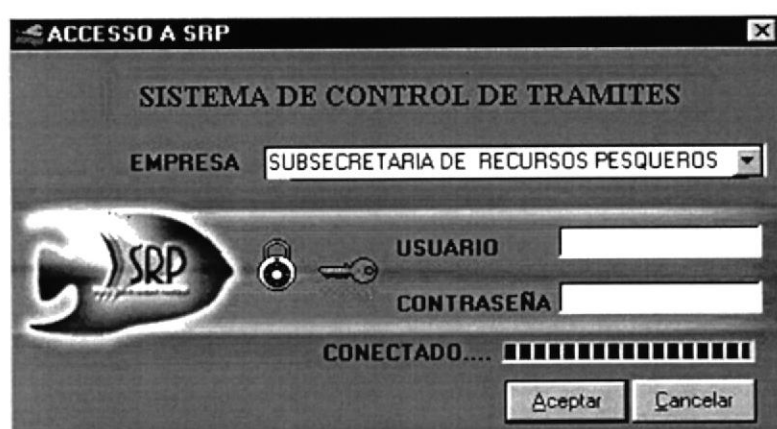 ACCESSO A SRP
SISTEMA DE CONTROL DE TRAMITES
EMPRESA SUBSECRETARIA DE RECURSOS PESQUEROS
SRP
USUARIO
CONTRASEÑA
CONECTADO....
Aceptar Cancelar